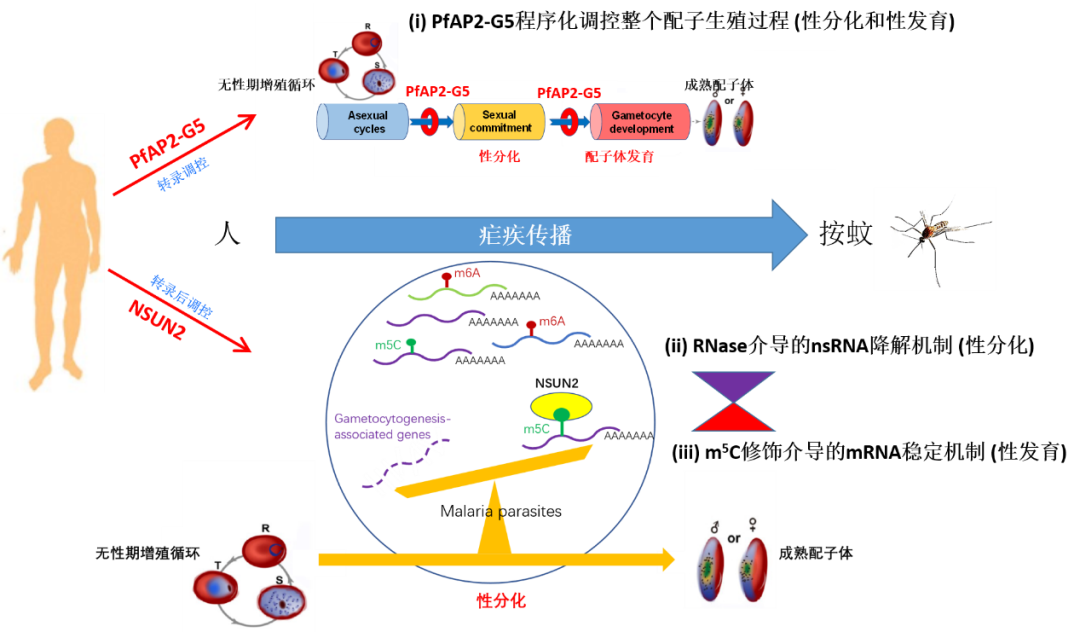 (i) PfAP2-G5程序化调控整个配子生殖过程 (性分化和性发育)
R
T
S
无性期增殖循环
PfAP2-G5
PfAP2-G5
成熟配子体
♂ or ♀
Asexual
cycles
Sexual
commitment
Gametocyte
development
性分化
配子体发育
PfAP2-G5
转录调控
人
疟疾传播
按蚊
转录后调控
NSUN2
m6A
AAAAAAA
AAAAAAA
m6A
AAAAAAA
m5C
AAAAAAA
(ii) RNase介导的nsRNA降解机制 (性分化)
NSUN2
m5C
AAAAAAA
Gametocytogenesis-
associated genes
(iii) m⁵C修饰介导的mRNA稳定机制 (性发育)
Malaria parasites
无性期增殖循环
R
T
S
♂ or ♀
成熟配子体
性分化